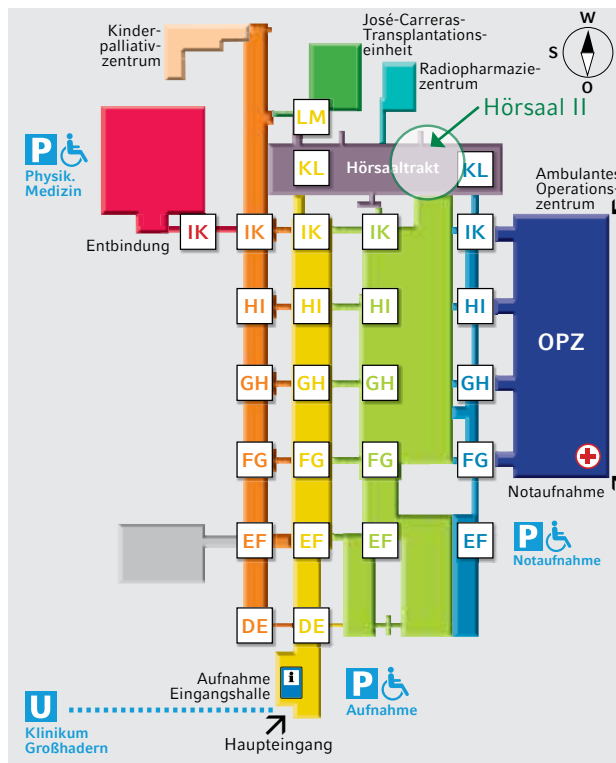 Kinder-
palliativ-
zentrum
José-Carreras-
Transplantations-
einheit
Radiopharmazie-
zentrum
W
S N
O
Hörsaal II
LM
P
Physik.
Medizin
KL
Hörsaaltrakt
KL
Ambulantes
Operations-
zentrum
Entbindung
IK IK IK IK IK
HI HI HI HI
OPZ
GH GH GH GH
FG FG FG FG
Notaufnahme
EF EF EF EF
P
Notaufnahme
DE DE
Aufnahme
Eingangshalle
i
P
Aufnahme
U
Klinikum
Großhadern
Haupteingang